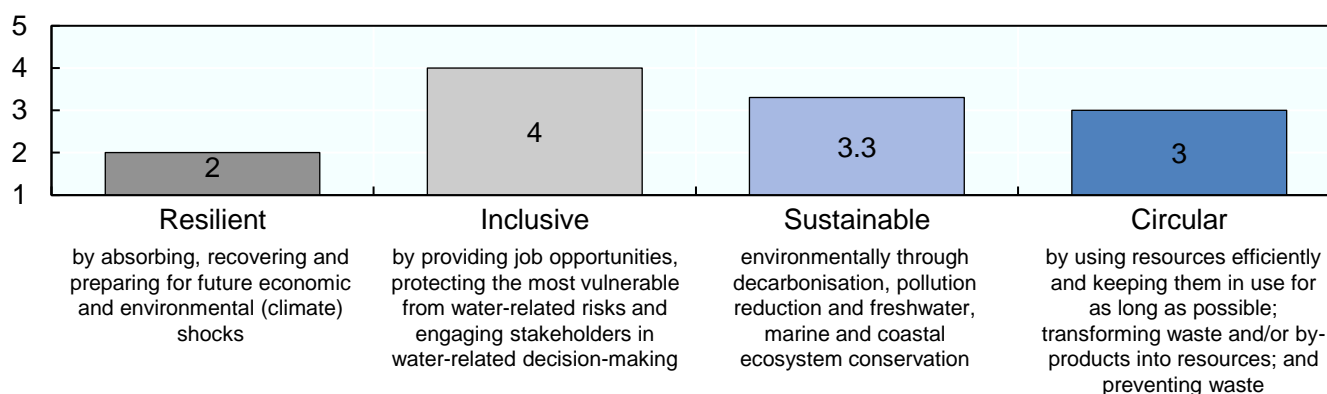 5
4
3
2
1
2
4
3.3
3
Resilient
by absorbing, recovering and
preparing for future economic
and environmental (climate)
shocks
Inclusive
by providing job opportunities,
protecting the most vulnerable
from water-related risks and
engaging stakeholders in
water-related decision-making
Sustainable
environmentally through
decarbonisation, pollution
reduction and freshwater,
marine and coastal
ecosystem conservation
Circular
by using resources efficiently
and keeping them in use for
as long as possible;
transforming waste and/or by-
products into resources; and
preventing waste